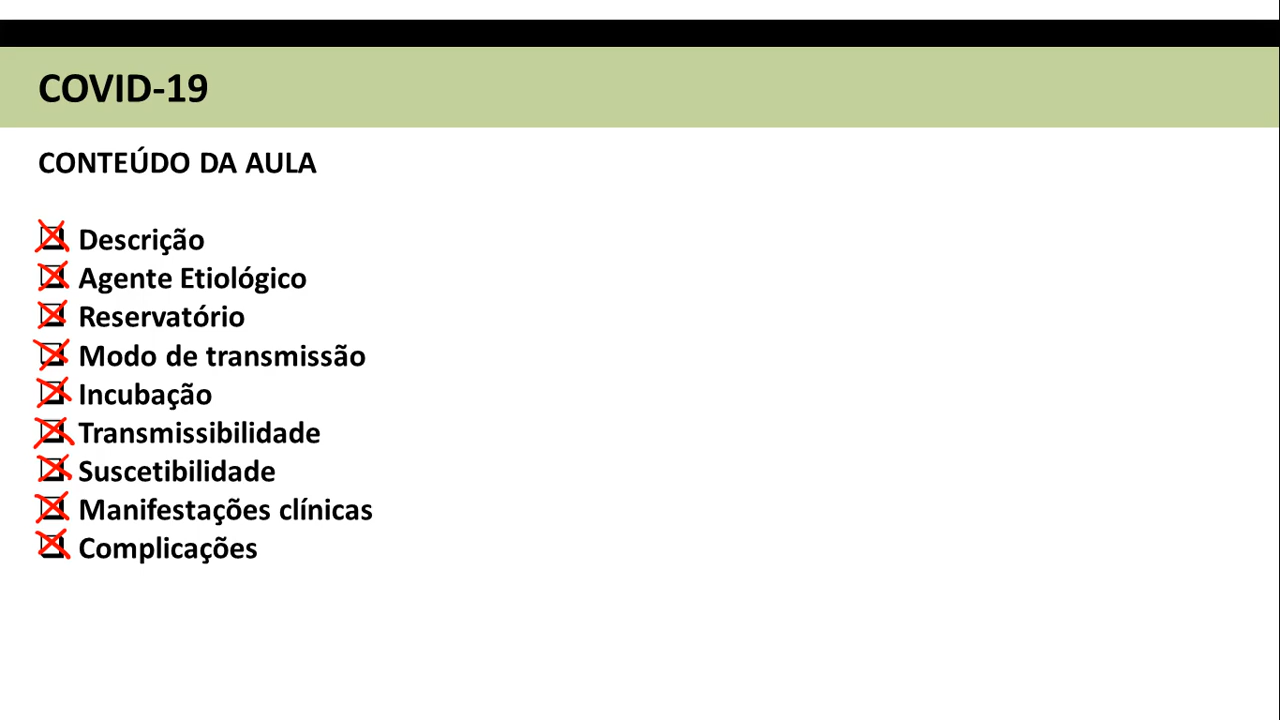 COVID-19
CONTEÚDO DA AULA
Descrição
Agente Etiológico
Reservatório
Modo de transmissão
Incubação
Transmissibilidade
Suscetibilidade
Manifestações clínicas
Complicações